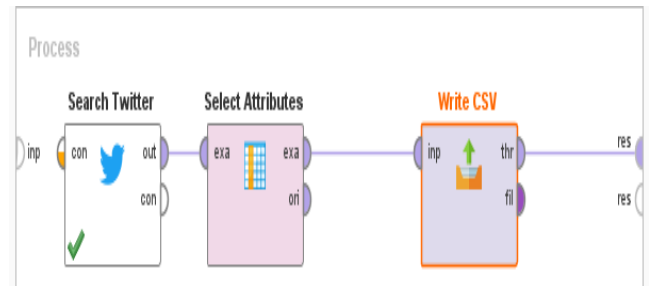 Process
Search Twitter
Select Attributes
Write CSV
inp
con
out
con
exa
exa
ori
inp
thr
fil
res
res